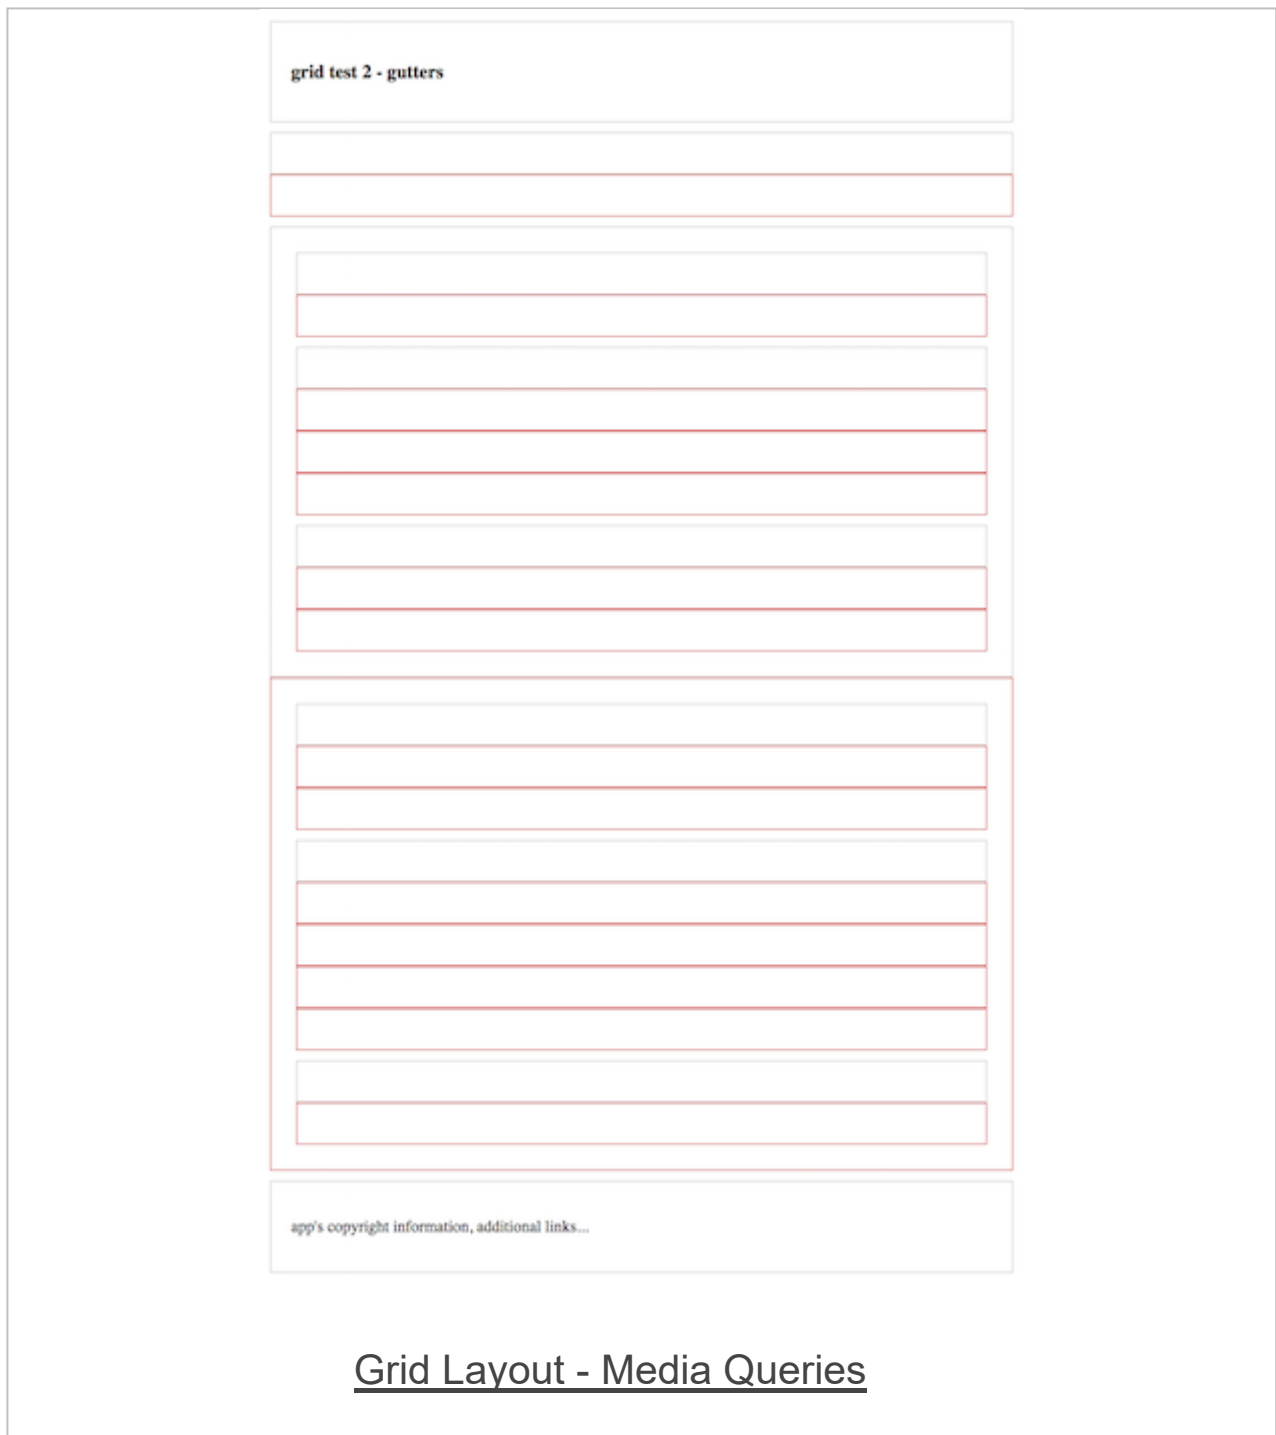 grid test 2 - gutters
app's copyright information, additional links...
Grid Layout - Media Queries